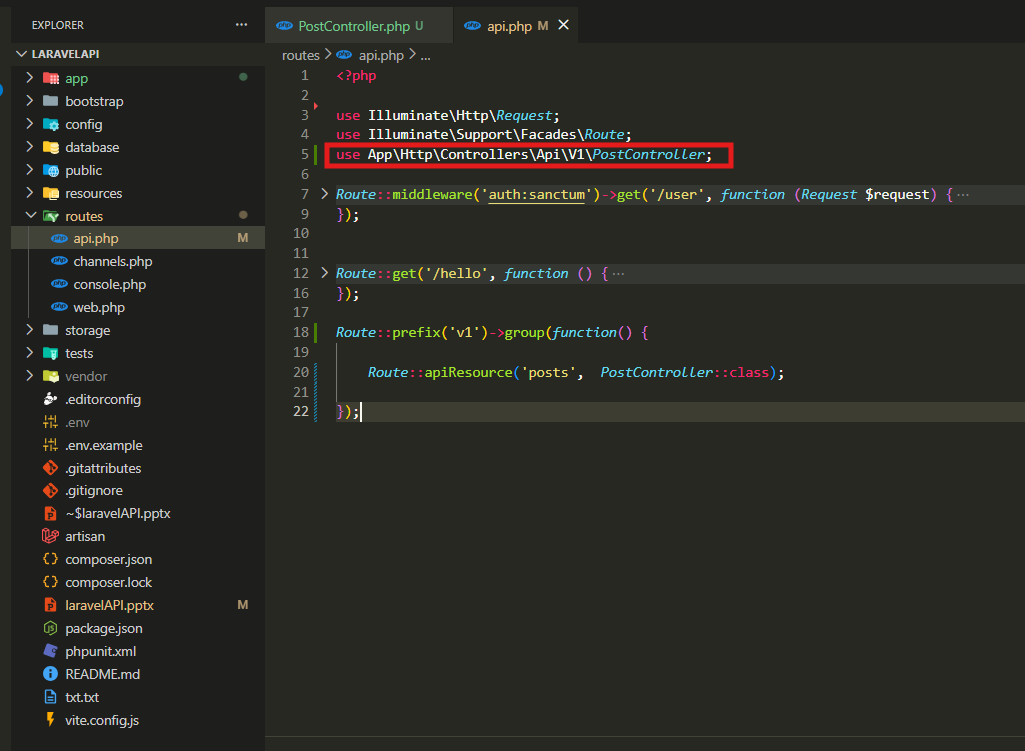 EXPLORER
LARAVELAPI
app
bootstrap
config
database
public
resources
routes
api.php M
channels.php
console.php
web.php
storage
tests
vendor
.editorconfig
.env
.env.example
.gitattributes
.gitignore
~$laravelAPI.pptx
artisan
composer.json
composer.lock
laravelAPI.pptx M
package.json
phpunit.xml
README.md
txt.txt
vite.config.js
PostController.php U
api.php M
routes > api.php > ...
1 <?php
2
3 use Illuminate\Http\Request;
4 use Illuminate\Support\Facades\Route;
5 use App\Http\Controllers\Api\V1\PostController;
6
7 Route::middleware('auth:sanctum')->get('/user', function (Request $request) { ···
9 });
10
11
12 Route::get('/hello', function () { ···
16 });
17
18 Route::prefix('v1')->group(function() {
19
20 Route::apiResource('posts', PostController::class);
21
22 });